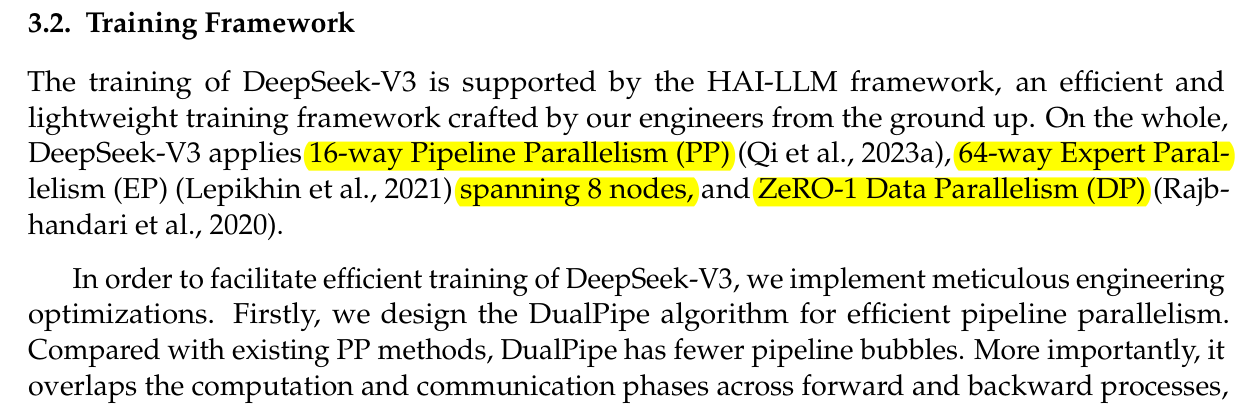 3.2. Training Framework
The training of DeepSeek-V3 is supported by the HAI-LLM framework, an efficient and
lightweight training framework crafted by our engineers from the ground up. On the whole,
DeepSeek-V3 applies 16-way Pipeline Parallelism (PP) (Qi et al., 2023a), 64-way Expert Paral-
lelism (EP) (Lepikhin et al., 2021) spanning 8 nodes, and ZeRO-1 Data Parallelism (DP) (Rajb-
handari et al., 2020).
In order to facilitate efficient training of DeepSeek-V3, we implement meticulous engineering
optimizations. Firstly, we design the DualPipe algorithm for efficient pipeline parallelism.
Compared with existing PP methods, DualPipe has fewer pipeline bubbles. More importantly, it
overlaps the computation and communication phases across forward and backward processes,